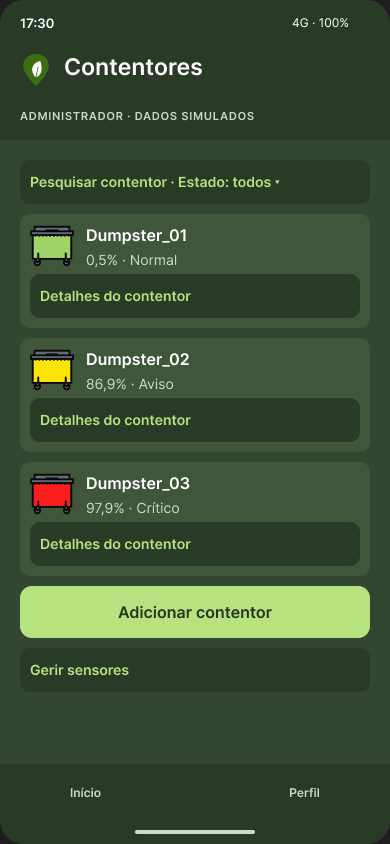 17:30
4G · 100%
Contentores
ADMINISTRADOR · DADOS SIMULADOS
Pesquisar contentor · Estado: todos ▾
Dumpster_01
0,5% · Normal
Detalhes do contentor
Dumpster_02
86,9% · Aviso
Detalhes do contentor
Dumpster_03
97,9% · Crítico
Detalhes do contentor
Adicionar contentor
Gerir sensores
Início
Perfil